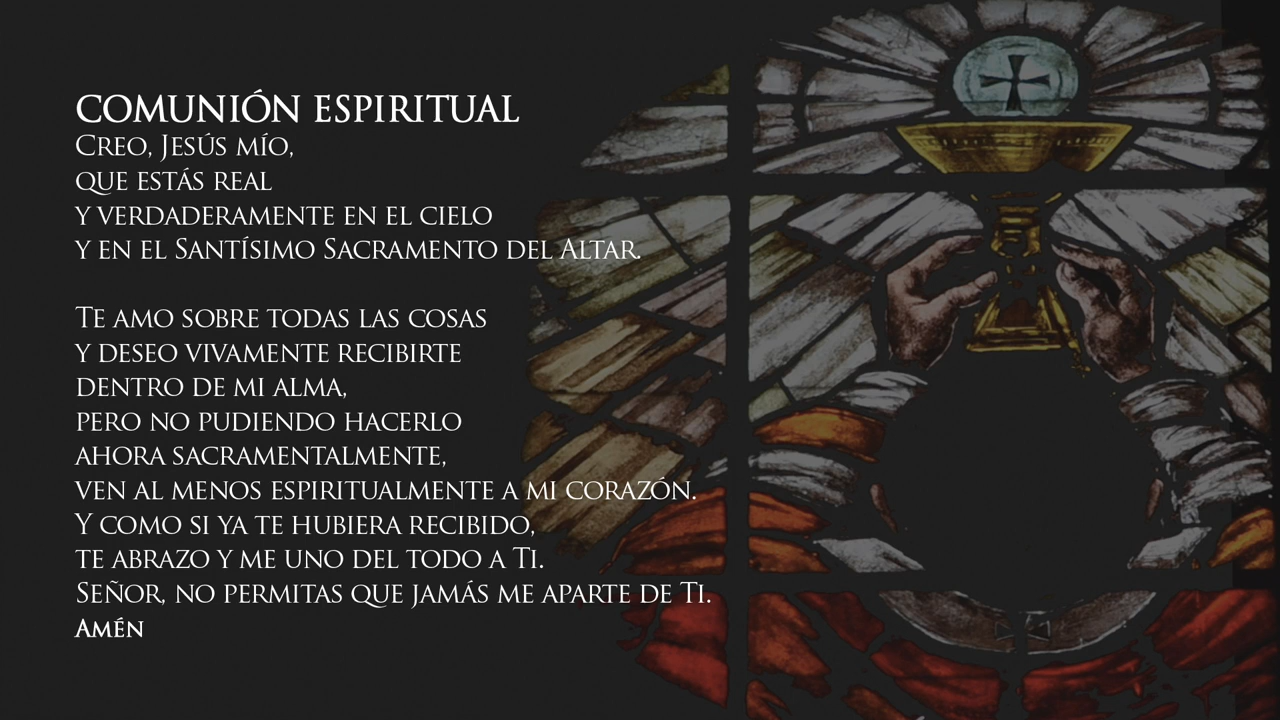 COMUNIÓN ESPIRITUAL
CREO, JESÚS MÍO,
QUE ESTÁS REAL
Y VERDADERAMENTE EN EL CIELO
Y EN EL SANTÍSIMO SACRAMENTO DEL ALTAR.
TE AMO SOBRE TODAS LAS COSAS
Y DESEO VIVAMENTE RECIBIRTE
DENTRO DE MI ALMA,
PERO NO PUDIENDO HACERLO
AHORA SACRAMENTALMENTE,
VEN AL MENOS ESPIRITUALMENTE A MI CORAZÓN.
Y COMO SI YA TE HUBIERA RECIBIDO,
TE ABRAZO Y ME UNO DEL TODO A TI.
SEÑOR, NO PERMITAS QUE JAMÁS ME APARTE DE TI.
AMÉN